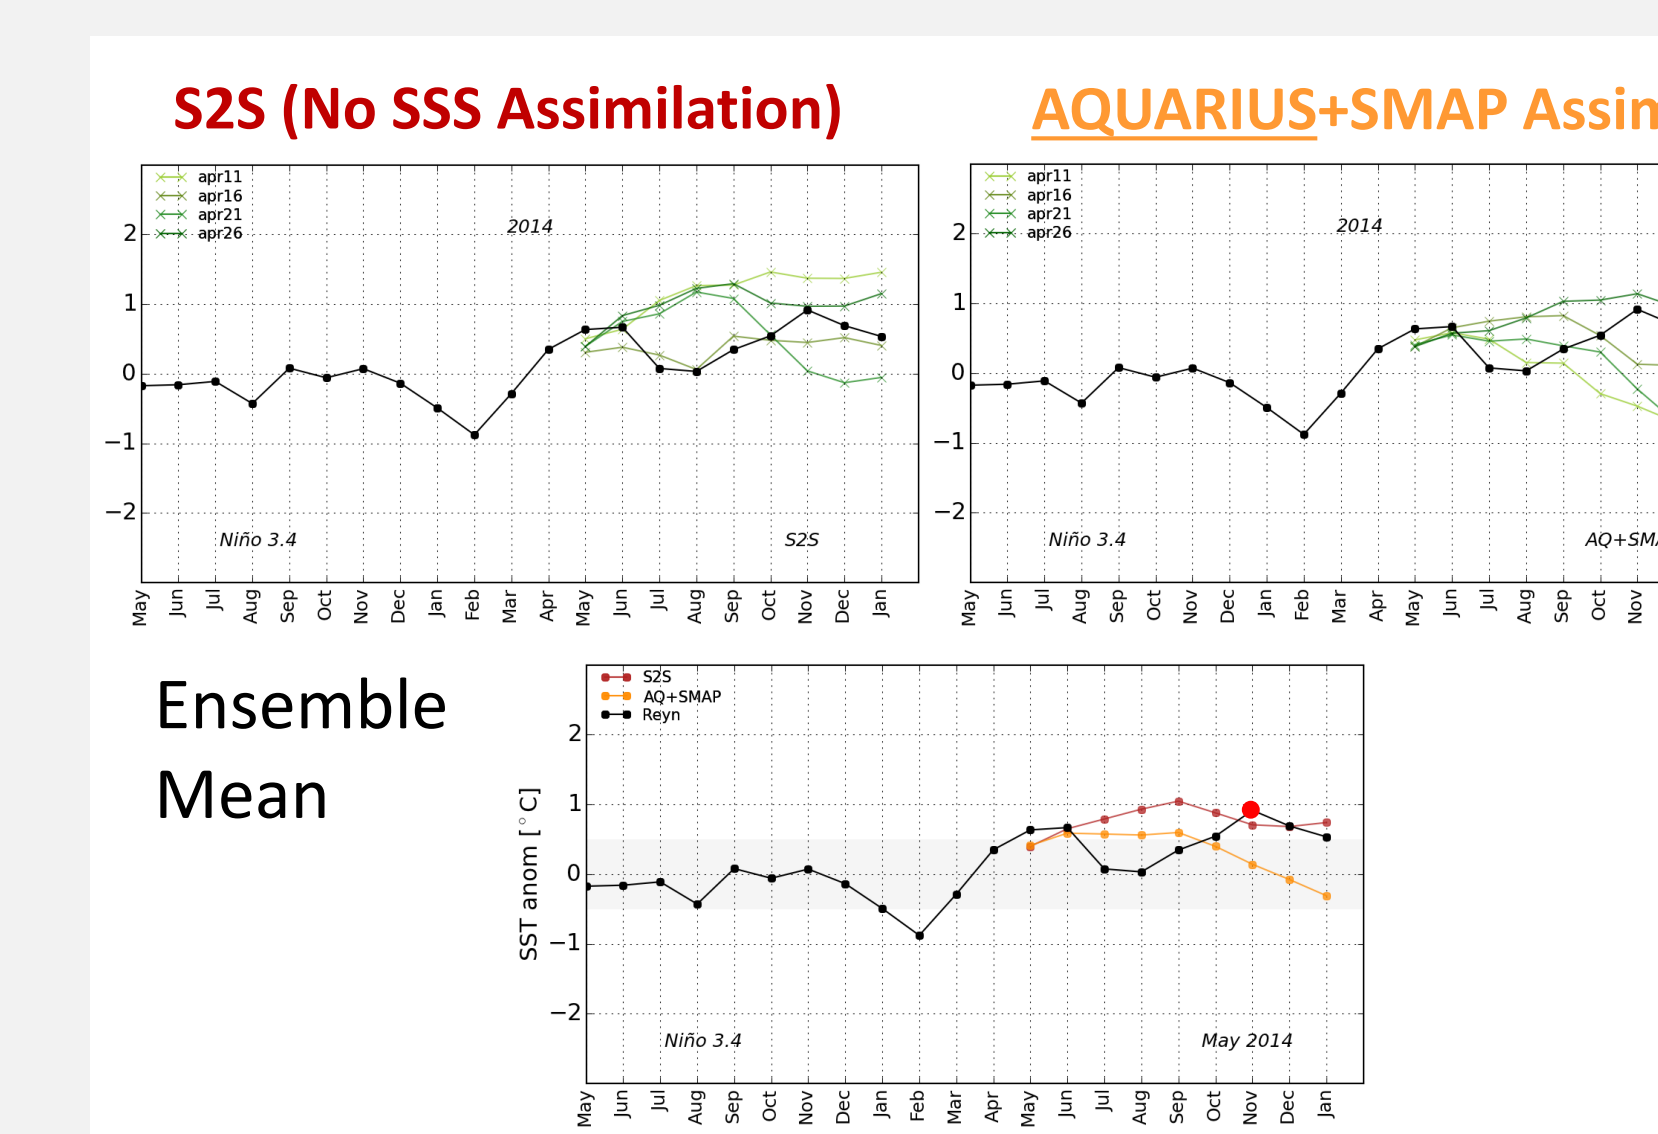 S2S (No SSS Assimilation)
AQUARIUS+SMAP Assim
apr11
apr16
apr21
apr26
2014
2
1
0
−1
−2
Niño 3.4
S2S
May Jun Jul Aug Sep Oct Nov Dec Jan Feb Mar Apr May Jun Jul Aug Sep Oct Nov Dec Jan
apr11
apr16
apr21
apr26
2014
2
1
0
−1
−2
Niño 3.4
AQ+SMA
May Jun Jul Aug Sep Oct Nov Dec Jan Feb Mar Apr May Jun Jul Aug Sep Oct Nov
Ensemble
Mean
S2S
AQ+SMAP
Reyn
SST anom [°C]
2
1
0
−1
−2
Niño 3.4
May 2014
May Jun Jul Aug Sep Oct Nov Dec Jan Feb Mar Apr May Jun Jul Aug Sep Oct Nov Dec Jan